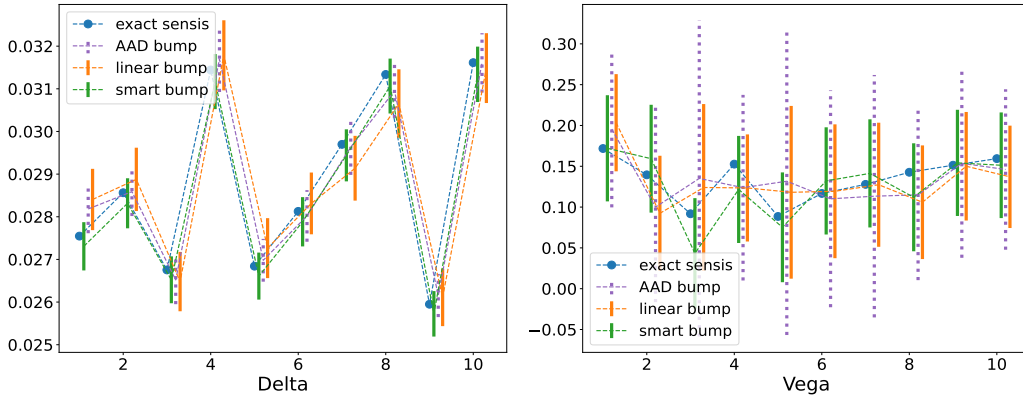 0.032
0.031
0.030
0.029
0.028
0.027
0.026
0.025
exact sensis
AAD bump
linear bump
smart bump
2
4
6
8
10
Delta
0.30
0.25
0.20
0.15
0.10
0.05
0.00
−0.05
exact sensis
AAD bump
linear bump
smart bump
2
4
6
8
10
Vega